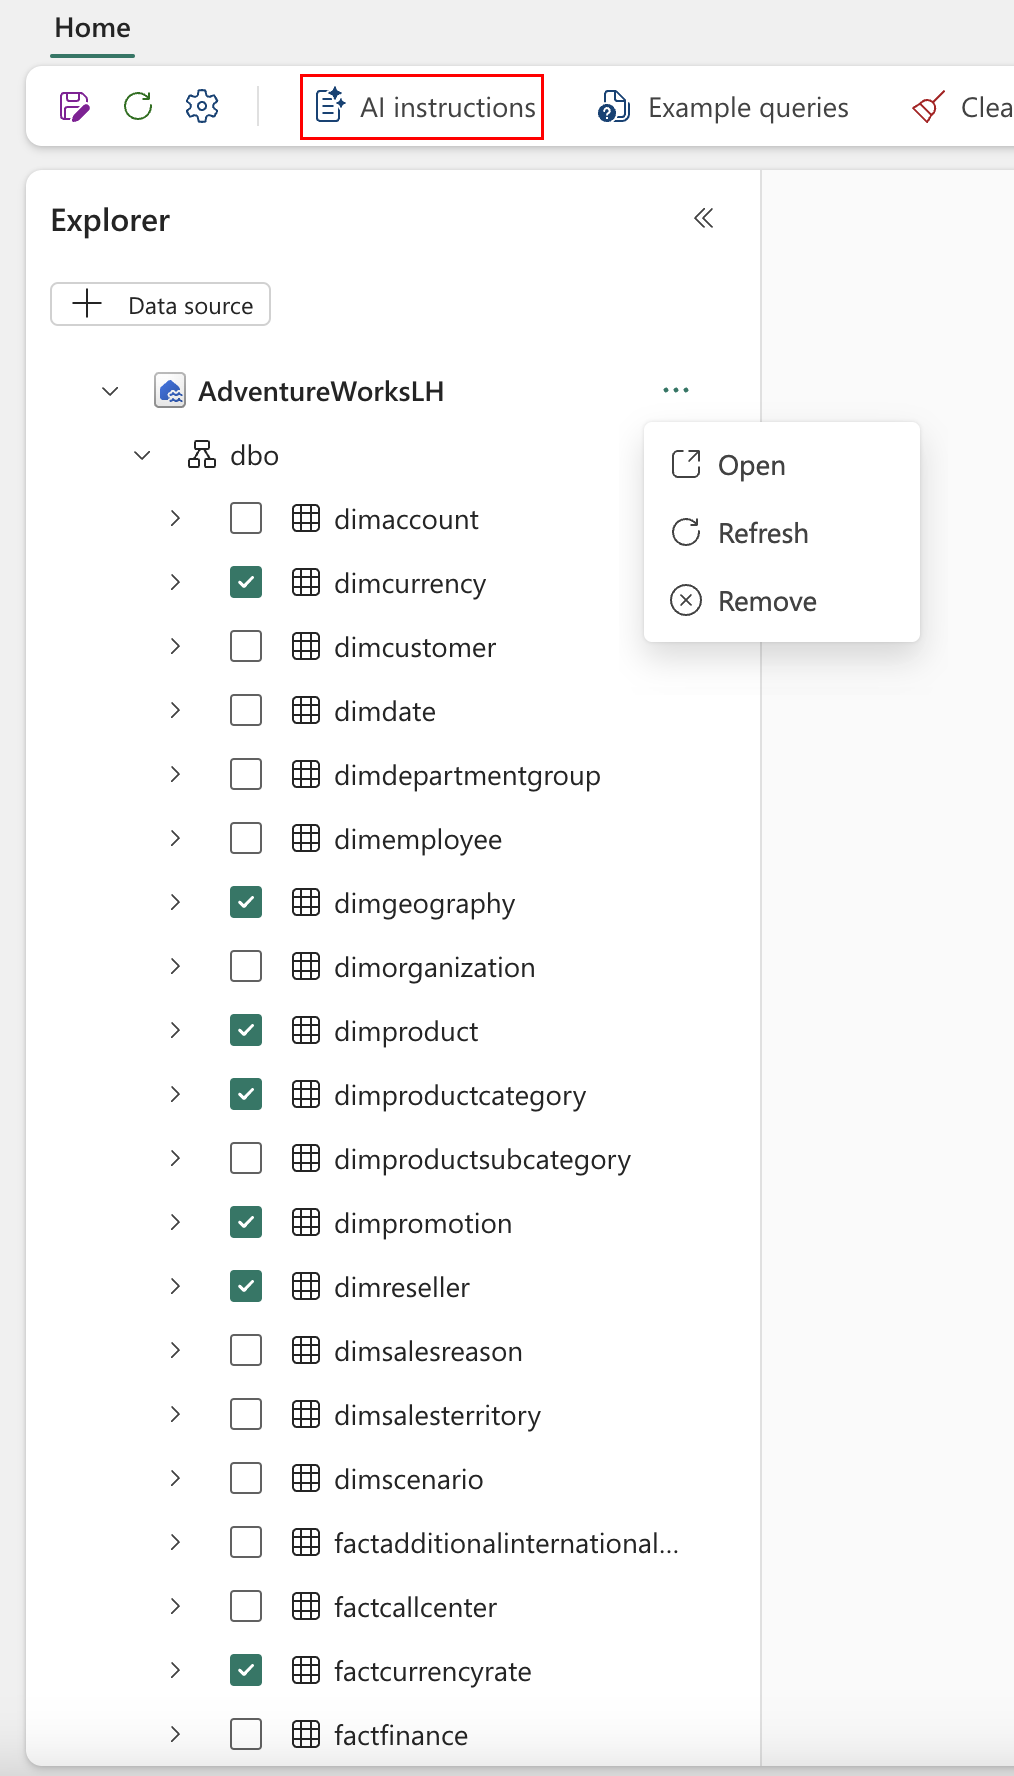 Home
AI instructions
Example queries
Clea
Explorer
Data source
AdventureWorksLH
dbo
Open
dimaccount
Refresh
dimcurrency
Remove
dimcustomer
dimdate
dimdepartmentgroup
dimemployee
dimgeography
dimorganization
dimproduct
dimproductcategory
dimproductsubcategory
dimpromotion
dimreseller
dimsalesreason
dimsalesterritory
dimscenario
factadditionalinternational...
factcallcenter
factcurrencyrate
factfinance